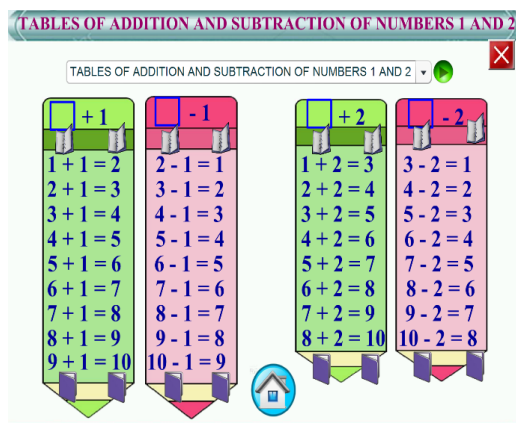 TABLES OF ADDITION AND SUBTRACTION OF NUMBERS 1 AND 2
TABLES OF ADDITION AND SUBTRACTION OF NUMBERS 1 AND 2
+ 1
1 + 1 = 2
2 + 1 = 3
3 + 1 = 4
4 + 1 = 5
5 + 1 = 6
6 + 1 = 7
7 + 1 = 8
8 + 1 = 9
9 + 1 = 10
- 1
2 - 1 = 1
3 - 1 = 2
4 - 1 = 3
5 - 1 = 4
6 - 1 = 5
7 - 1 = 6
8 - 1 = 7
9 - 1 = 8
10 - 1 = 9
+ 2
1 + 2 = 3
2 + 2 = 4
3 + 2 = 5
4 + 2 = 6
5 + 2 = 7
6 + 2 = 8
7 + 2 = 9
8 + 2 = 10
- 2
3 - 2 = 1
4 - 2 = 2
5 - 2 = 3
6 - 2 = 4
7 - 2 = 5
8 - 2 = 6
9 - 2 = 7
10 - 2 = 8